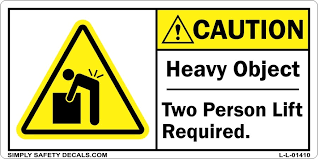 CAUTION
Heavy Object
Two Person Lift
Required.
SIMPLY SAFETY DECALS.COM
L-L-01410